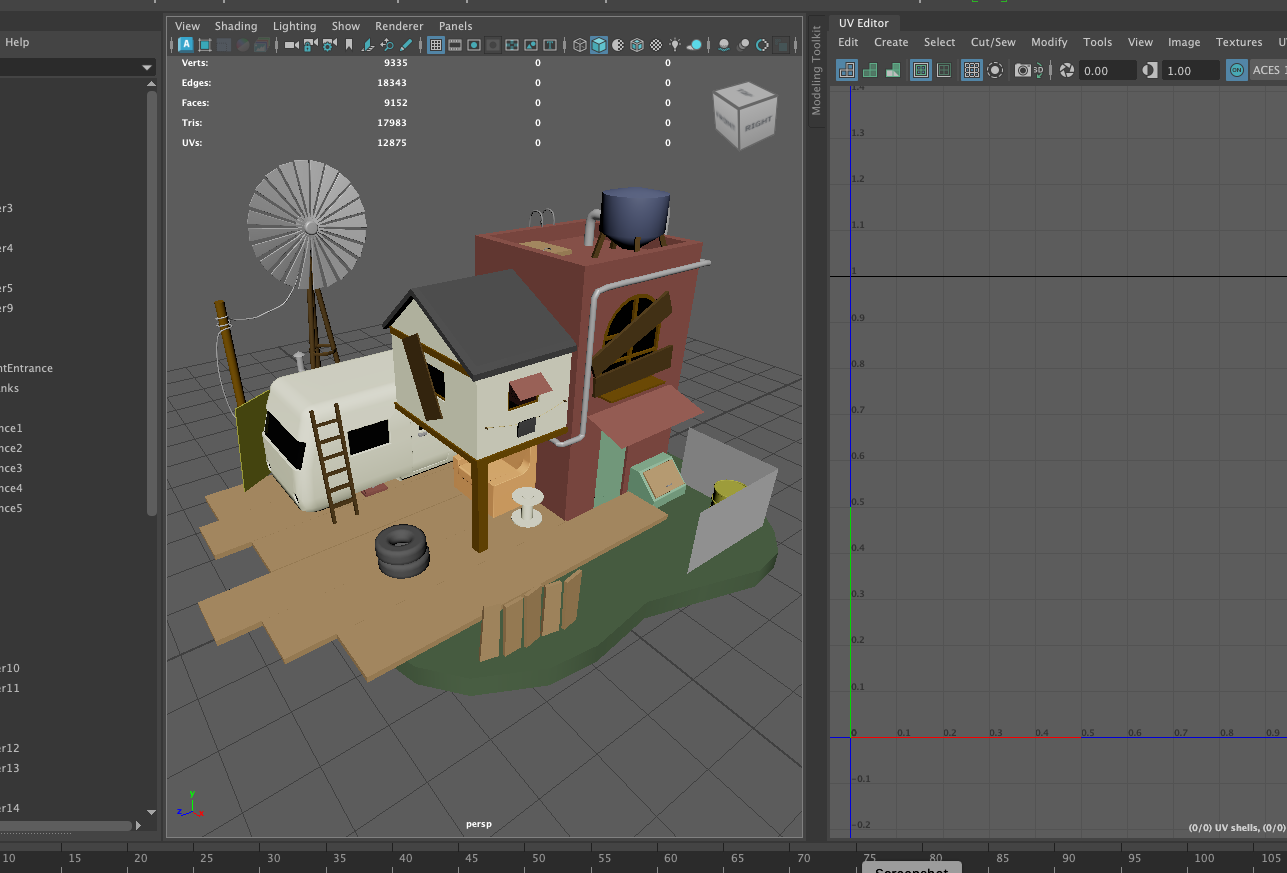 View Shading Lighting Show Renderer Panels
UV Editor
Help
Edit Create Select Cut/Sew Modify Tools View Image Textures U
0.00 1.00 ON ACES 1
Modeling Toolkit
Verts: 9335 0 0
Edges: 18343 0 0
Faces: 9152 0 0
Tris: 17983 0 0
UVs: 12875 0 0
RIGHT
er3
er4
er5
er9
ntEntrance
nks
nce1
nce2
nce3
nce4
nce5
er10
er11
er12
er13
er14
1.4
1.3
1.2
1.1
1
0.9
0.8
0.7
0.6
0.5
0.4
0.3
0.2
0.1
0 0.1 0.2 0.3 0.4 0.5 0.6 0.7 0.8 0.9
-0.1
-0.2
y
z x
persp
(0/0) UV shells, (0/0)
10 15 20 25 30 35 40 45 50 55 60 65 70 75 80 85 90 95 100 105
Screenshot